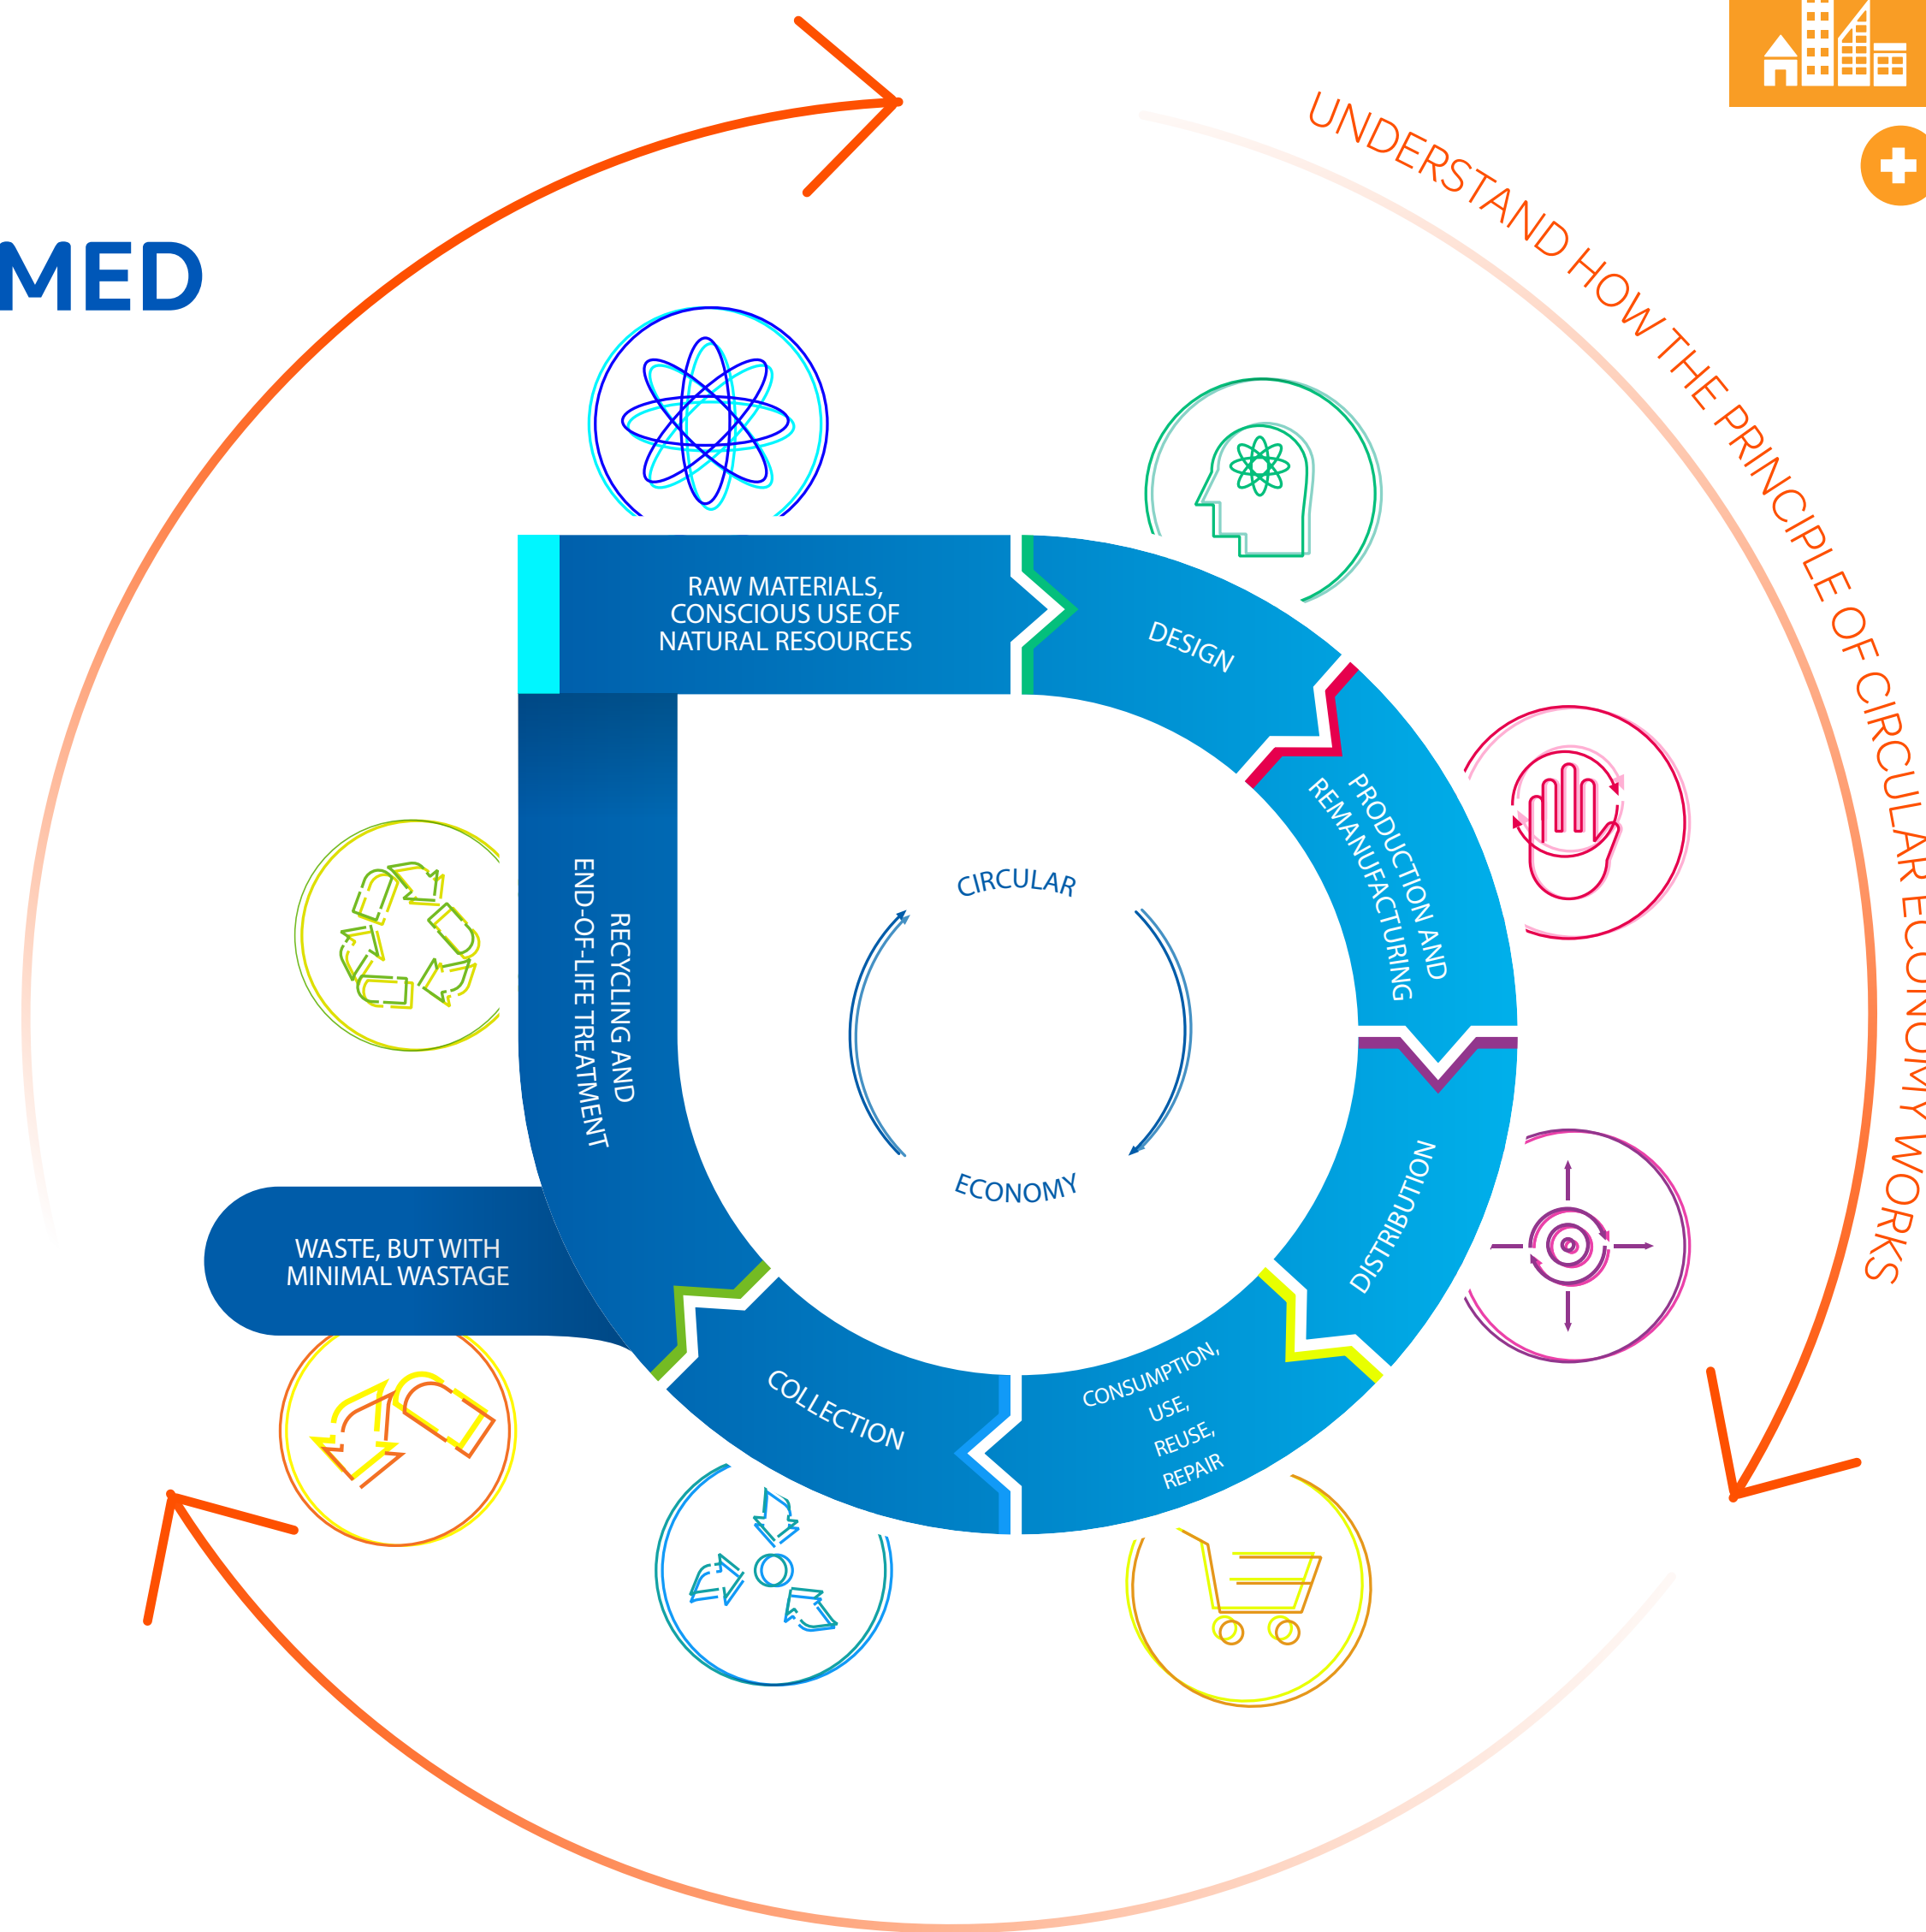 MED
UNDERSTAND HOW THE PRINCIPLE OF CIRCULAR ECONOMY WORKS
RAW MATERIALS,
CONSCIOUS USE OF
NATURAL RESOURCES
DESIGN
PRODUCTION AND
REMANUFACTURING
DISTRIBUTION
CONSUMPTION,
USE,
REUSE,
REPAIR
COLLECTION
RECYCLING AND
END-OF-LIFE TREATMENT
WASTE, BUT WITH
MINIMAL WASTAGE
CIRCULAR
ECONOMY